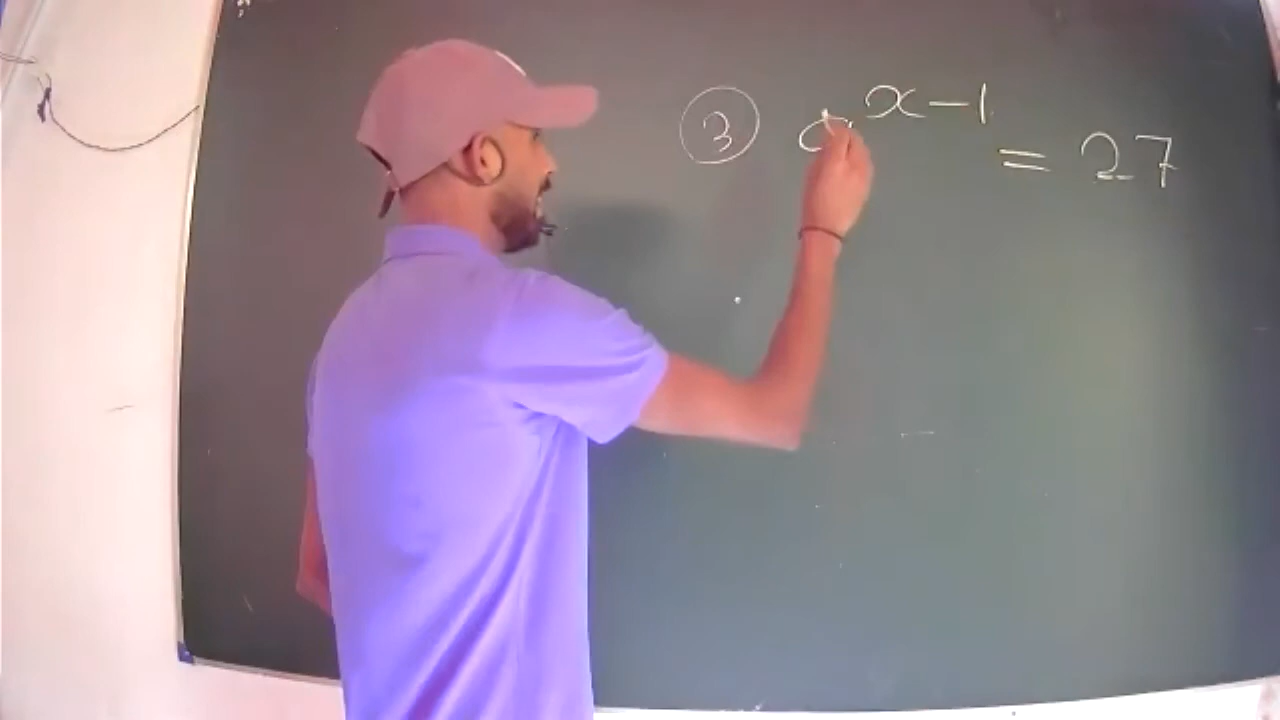 ③ x-1 = 27